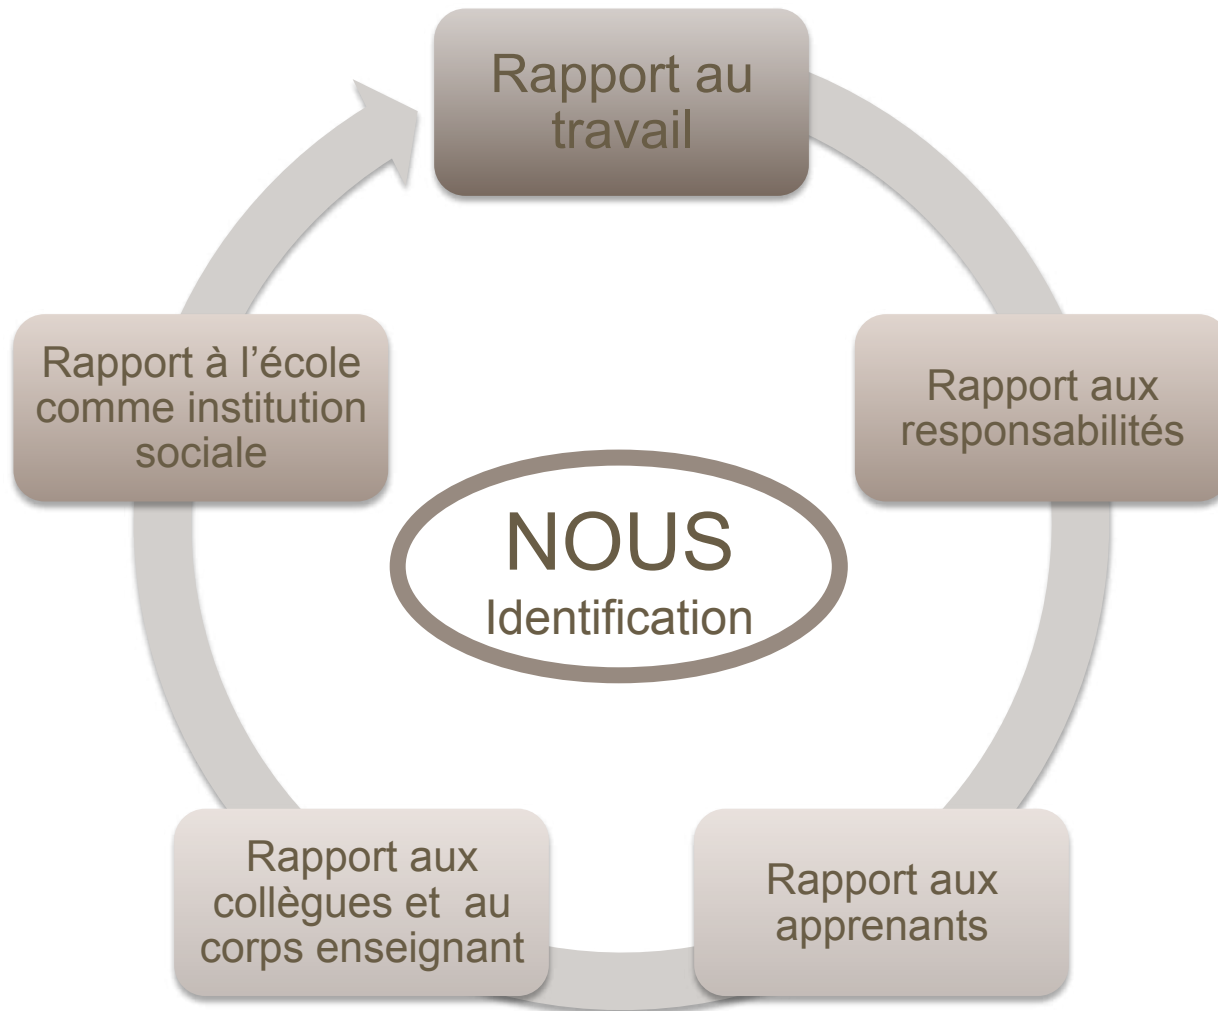 Rapport au
travail
Rapport aux
responsabilités
Rapport aux
apprenants
Rapport aux
collègues et  au
corps enseignant
Rapport à l’école
comme institution
sociale
NOUS
Identification